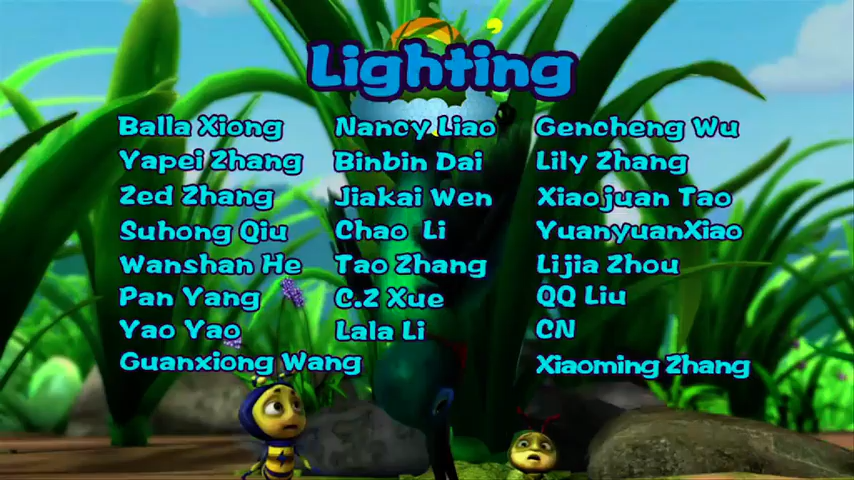 Lighting
Balla Xiong Nancy Liao Gencheng Wu
Yapei Zhang Binbin Dai Lily Zhang
Zed Zhang Jiakai Wen Xiaojuan Tao
Suhong Qiu Chao Li YuanyuanXiao
Wanshan He Tao Zhang Lijia Zhou
Pan Yang C.Z Xue QQ Liu
Yao Yao Lala Li CN
Guanxiong Wang Xiaoming Zhang